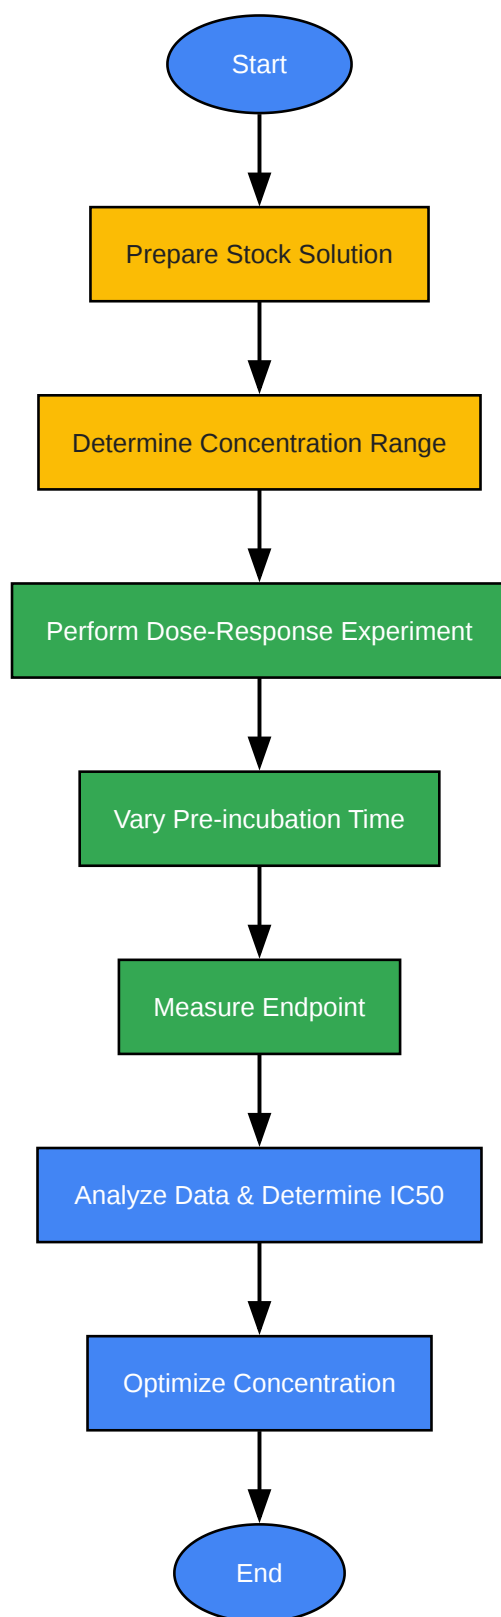 Start
Prepare Stock Solution
Determine Concentration Range
Perform Dose-Response Experiment
Vary Pre-incubation Time
Measure Endpoint
Analyze Data & Determine IC50
Optimize Concentration
End